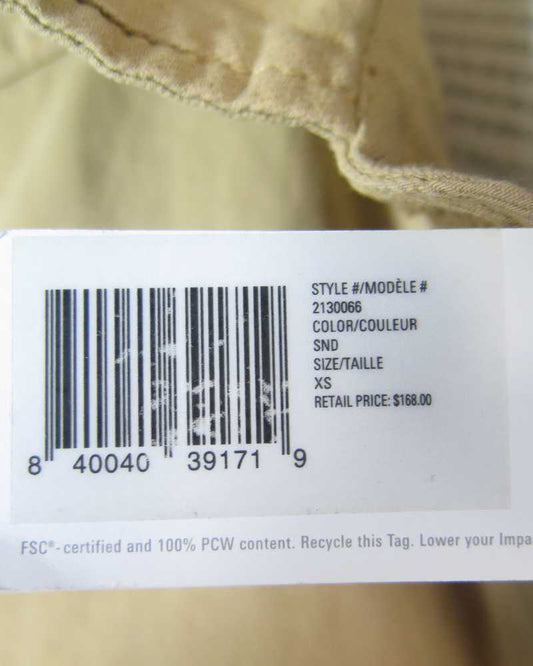 STYLE #/MODÈLE #
2130066
COLOR/COULEUR
SND
SIZE/TAILLE
XS
RETAIL PRICE: $168.00
8 40040 39171 9
FSC®- certified and 100% PCW content. Recycle this Tag. Lower your